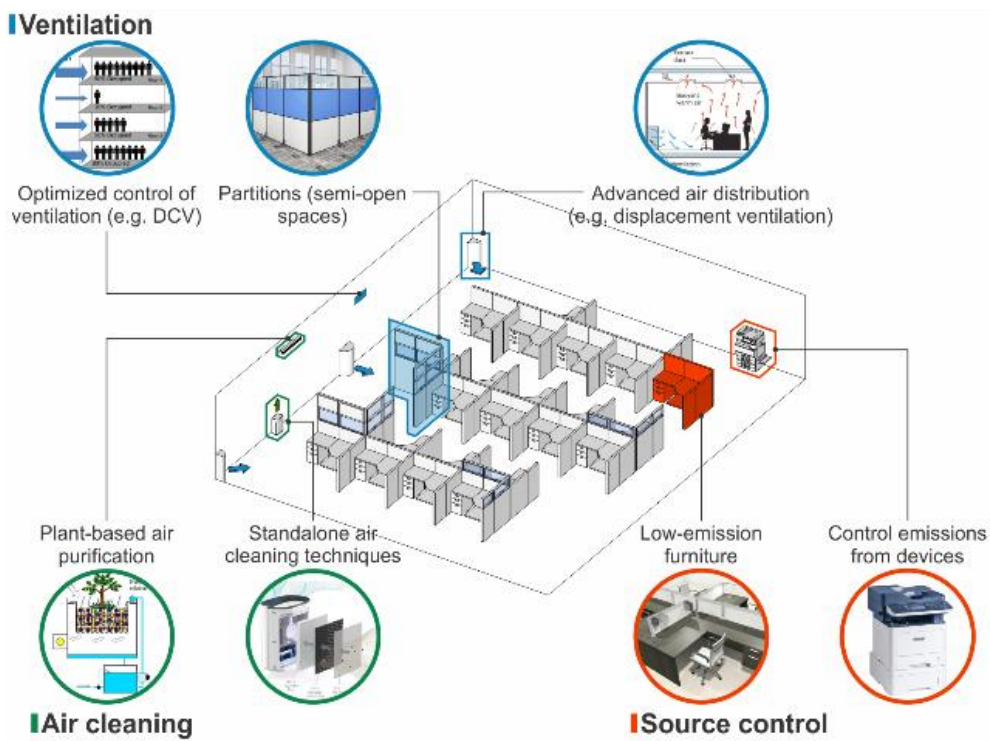 Ventilation
Optimized control of
ventilation (e.g. DCV)
Partitions (semi-open
spaces)
Advanced air distribution
(e.g. displacement ventilation)
Plant-based air
purification
Standalone air
cleaning techniques
Low-emission
furniture
Control emissions
from devices
Air cleaning
Source control